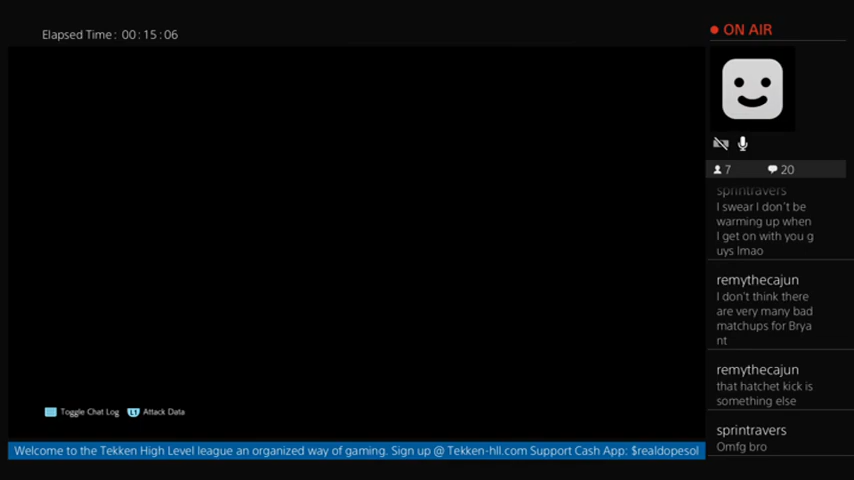 Elapsed Time: 00:15:06
ON AIR
7 20
sprintravers
I swear I don't be
warming up when
I get on with you g
uys lmao
remythecajun
I don't think there
are very many bad
matchups for Brya
nt
remythecajun
that hatchet kick is
something else
sprintravers
Omfg bro
Toggle Chat Log L1 Attack Data
Welcome to the Tekken High Level league an organized way of gaming. Sign up @ Tekken-hll.com Support Cash App: $realdopesol